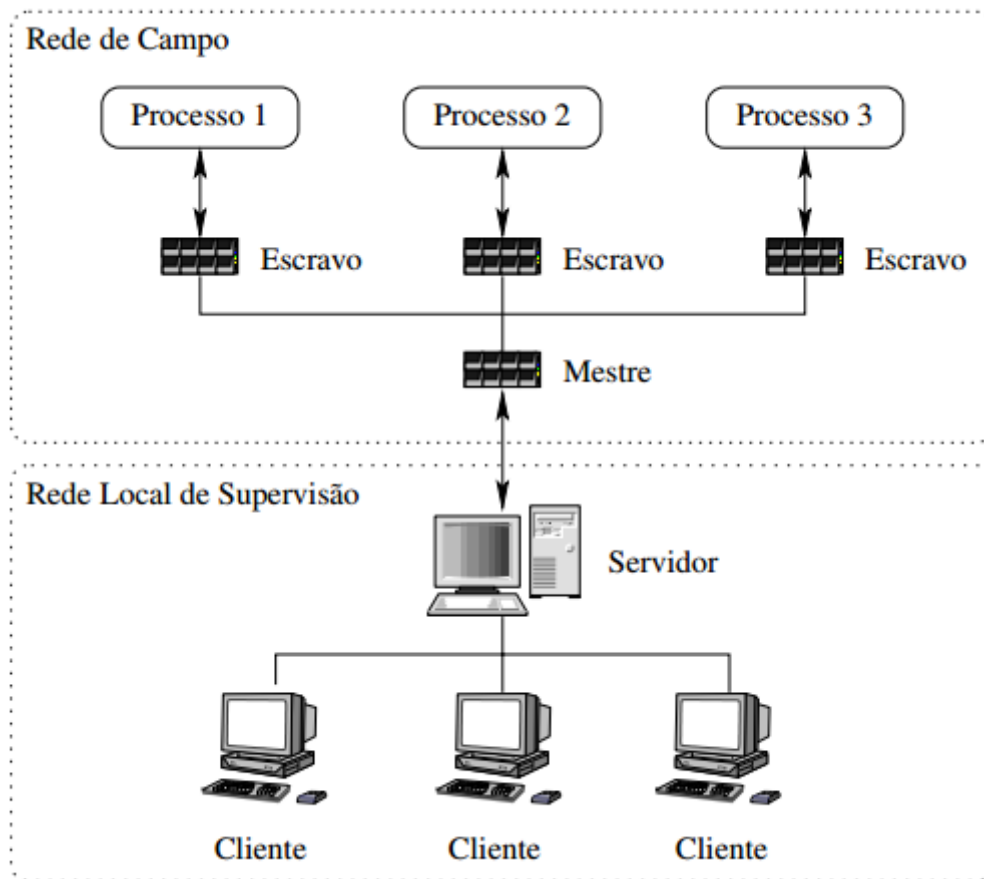 Rede de Campo
Processo 1
Processo 2
Processo 3
Escravo
Escravo
Escravo
Mestre
Rede Local de Supervisão
Servidor
Cliente
Cliente
Cliente